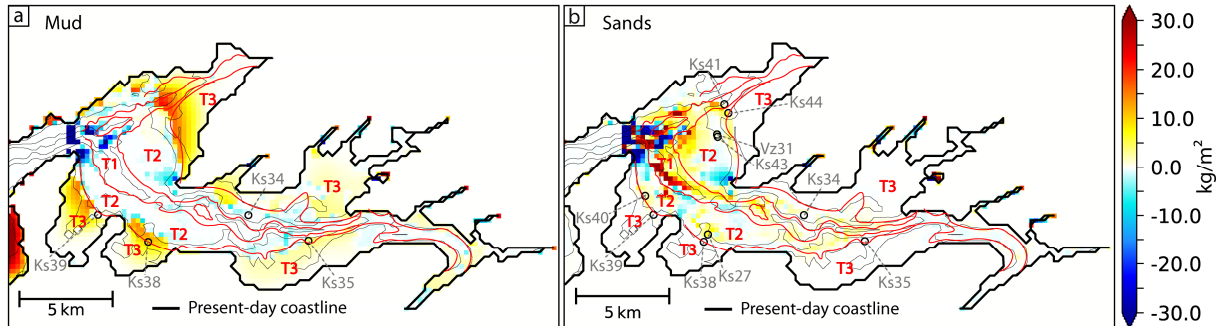 a Mud
T3
T1
T2
T3
Ks34
T2
T3
T2
T3
T3
Ks39
Ks38
Ks35
5 km
Present-day coastline
b Sands
Ks41
T3
Ks44
T1
T2
Vz31
Ks43
T3
Ks34
T2
Ks40
T3
T2
T3
T3
Ks39
Ks38
Ks27
Ks35
5 km
Present-day coastline
30.0
20.0
10.0
0.0
-10.0
-20.0
-30.0
kg/m²